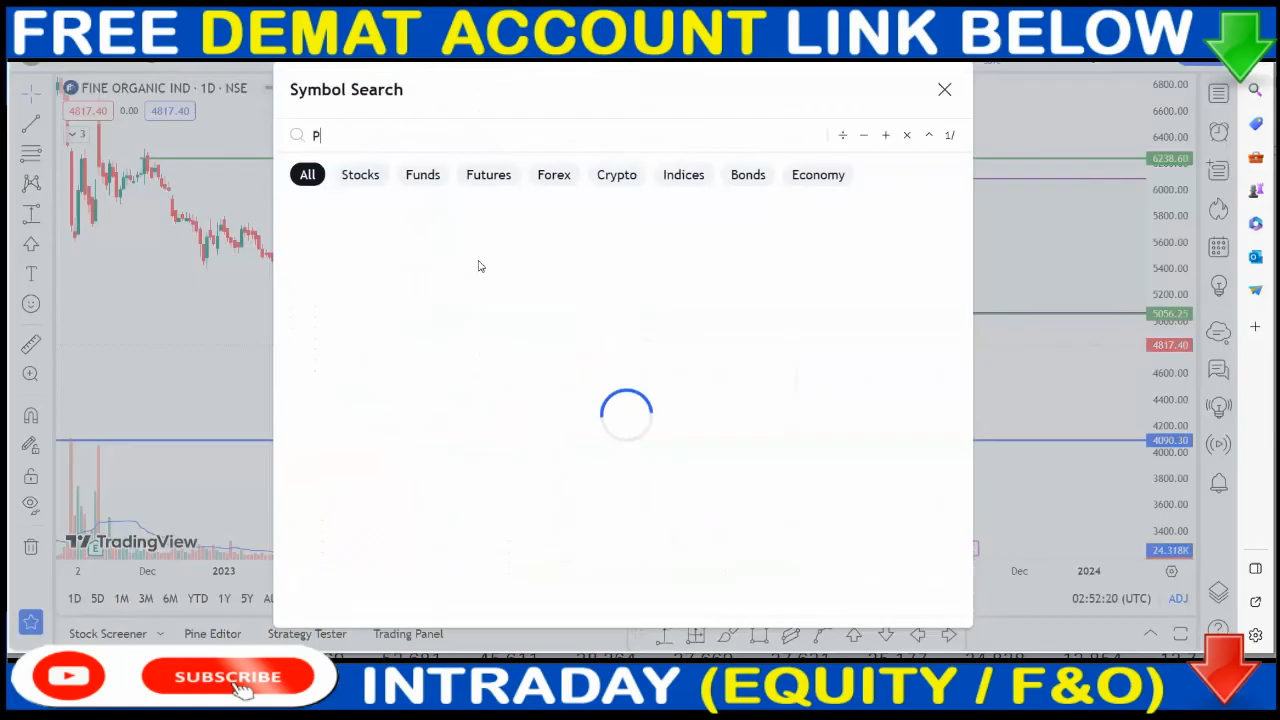 FREE DEMAT ACCOUNT LINK BELOW
FINE ORGANIC IND · 1D · NSE
4817.40 0.00 4817.40
3
Symbol Search
P
÷ − + × ^ 1/
All Stocks Funds Futures Forex Crypto Indices Bonds Economy
6800.00
6600.00
6400.00
6238.60
6000.00
5800.00
5600.00
5400.00
5200.00
5056.25
5000.00
4817.40
4600.00
4400.00
4200.00
4090.30
4000.00
3800.00
3600.00
3400.00
24.318K
TradingView
E
2 Dec 2023 Dec 2024
1D 5D 1M 3M 6M YTD 1Y 5Y 02:52:20 (UTC) ADJ
Stock Screener Pine Editor Strategy Tester Trading Panel
SUBSCRIBE
INTRADAY (EQUITY / F&O)